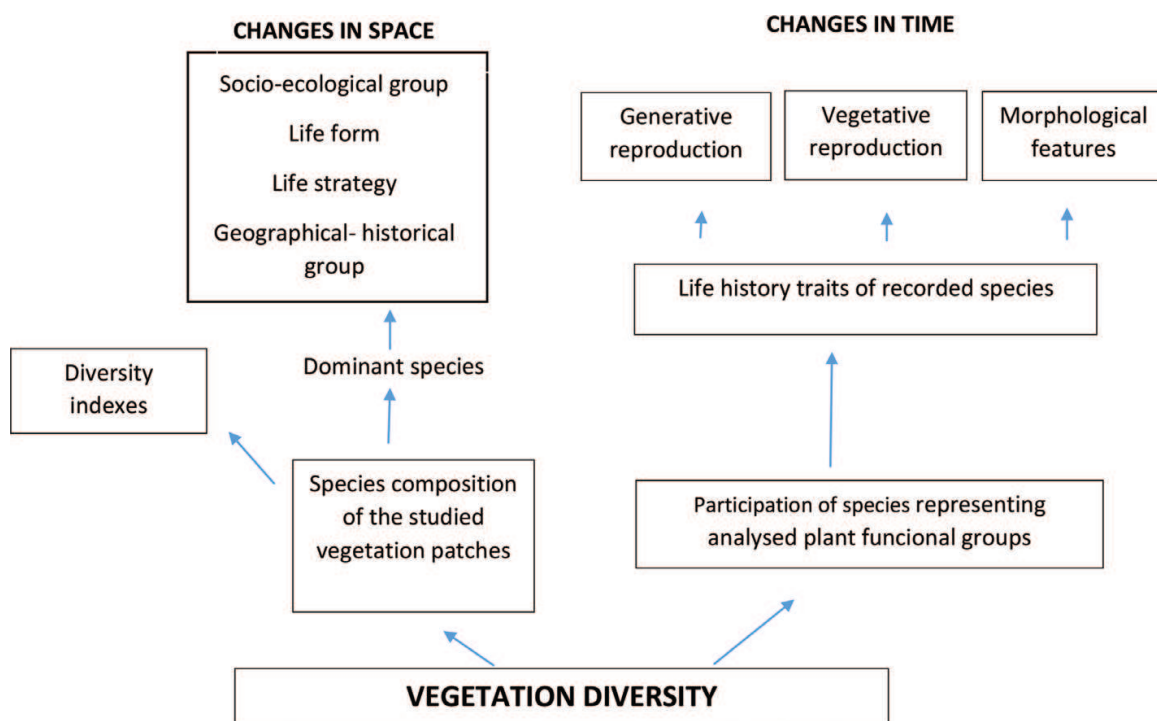 CHANGES IN SPACE
Socio-ecological group
Life form
Life strategy
Geographical- historical
group
Dominant species
Diversity
indexes
Species composition
of the studied
vegetation patches
CHANGES IN TIME
Generative
reproduction
Vegetative
reproduction
Morphological
features
Life history traits of recorded species
Participation of species representing
analysed plant funcional groups
VEGETATION DIVERSITY